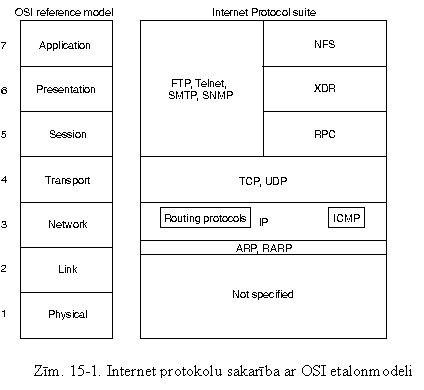 OSI reference model
Internet Protocol suite
7
Application
NFS
FTP, Telnet,
SMTP, SNMP
6
Presentation
XDR
5
Session
RPC
4
Transport
TCP, UDP
3
Network
Routing protocols
IP
ICMP
ARP, RARP
2
Link
Not specified
1
Physical
Zīm. 15-1. Internet protokolu sakarība ar OSI etalonmodeli